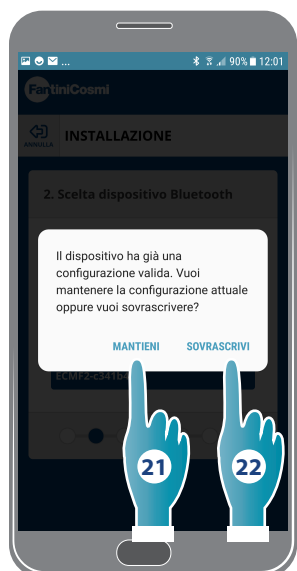 ... 90% 12:01
FantiniCosmi
ANNULLA INSTALLAZIONE
2. Scelta dispositivo Bluetooth
Il dispositivo ha già una
configurazione valida. Vuoi
mantenere la configurazione attuale
oppure vuoi sovrascrivere?
MANTIENI SOVRASCRIVI
21 22